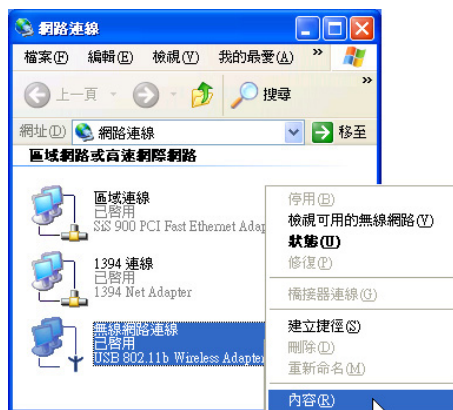 網路連線
檔案(F) 編輯(E) 檢視(V) 我的最愛(A) »
上一頁 搜尋 »
網址(D) 網路連線 移至
區域網路或高速網際網路
區域連線
已啓用
SiS 900 PCI Fast Ethernet Adap
1394 連線
已啓用
1394 Net Adapter
無線網路連線
已啓用
USB 802.11b Wireless Adapter
停用(B)
檢視可用的無線網路(V)
狀態(U)
修復(P)
橋接器連線(G)
建立捷徑(S)
刪除(D)
重新命名(M)
內容(R)